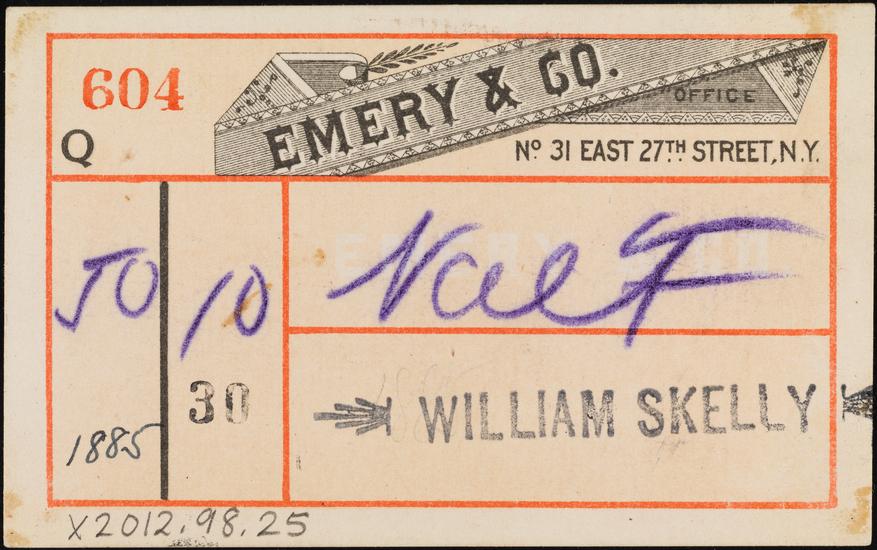 604
EMERY & CO.
OFFICE
Q
Nº 31 EAST 27TH STREET, N.Y.
50
10
30
WILLIAM SKELLY
1885
X2012.98.25